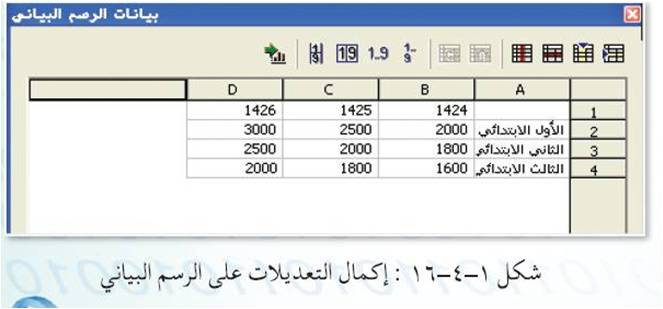 بيانات الرسم البياني
A B C D
1 1424 1425 1426
2 الأول الابتدائي 2000 2500 3000
3 الثاني الابتدائي 1800 2000 2500
4 الثالث الابتدائي 1600 1800 2000
شكل ١-٤-١٦ : إكمال التعديلات على الرسم البياني